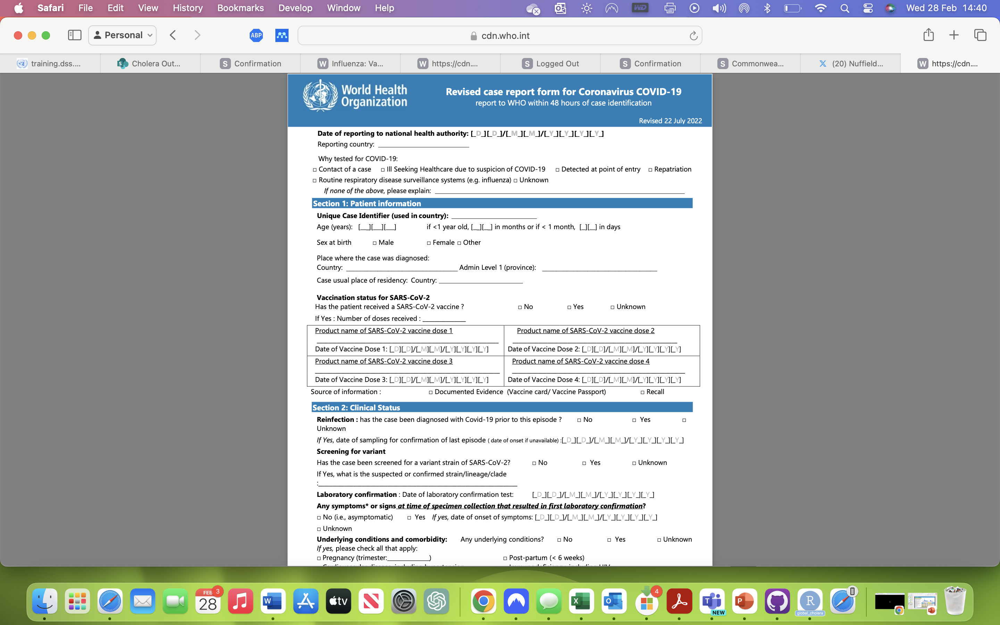 Safari File Edit View History Bookmarks Develop Window Help WD Wed 28 Feb 14:40
Personal ABP cdn.who.int
training.dss.... S Cholera Out... S Confirmation W Influenza: Va... W https://cdn.... S Logged Out S Confirmation S Commonwea... X (20) Nuffield... W https://cdn....
World Health
Organization
Revised case report form for Coronavirus COVID-19
report to WHO within 48 hours of case identification
Revised 22 July 2022
Date of reporting to national health authority: [_D_][_D_]/[_M_][_M_]/[_Y_][_Y_][_Y_][_Y_]
Reporting country: ____________________
Why tested for COVID-19:
□ Contact of a case □ Ill Seeking Healthcare due to suspicion of COVID-19 □ Detected at point of entry □ Repatriation
□ Routine respiratory disease surveillance systems (e.g. influenza) □ Unknown
If none of the above, please explain: ____________________
Section 1: Patient information
Unique Case Identifier (used in country): ____________________
Age (years): [__][__][__] if <1 year old, [__][__] in months or if < 1 month, [_][_] in days
Sex at birth □ Male □ Female □ Other
Place where the case was diagnosed:
Country: ____________________ Admin Level 1 (province): ____________________
Case usual place of residency: Country: ____________________
Vaccination status for SARS-CoV-2
Has the patient received a SARS-CoV-2 vaccine ? □ No □ Yes □ Unknown
If Yes : Number of doses received : ____________
Product name of SARS-CoV-2 vaccine dose 1 Product name of SARS-CoV-2 vaccine dose 2
Date of Vaccine Dose 1: [_D][_D]/[_M][_M]/[_Y][_Y][_Y][_Y] Date of Vaccine Dose 2: [_D][_D]/[_M][_M]/[_Y][_Y][_Y][_Y]
Product name of SARS-CoV-2 vaccine dose 3 Product name of SARS-CoV-2 vaccine dose 4
Date of Vaccine Dose 3: [_D][_D]/[_M][_M]/[_Y][_Y][_Y][_Y] Date of Vaccine Dose 4: [_D][_D]/[_M][_M]/[_Y][_Y][_Y][_Y]
Source of information : □ Documented Evidence (Vaccine card/ Vaccine Passport) □ Recall
Section 2: Clinical Status
Reinfection : has the case been diagnosed with Covid-19 prior to this episode ? □ No □ Yes □
Unknown
If Yes, date of sampling for confirmation of last episode ( date of onset if unavailable) :[_D_][_D_]/[_M_][_M_]/[_Y_][_Y_][_Y_][_Y_]
Screening for variant
Has the case been screened for a variant strain of SARS-CoV-2? □ No □ Yes □ Unknown
If Yes, what is the suspected or confirmed strain/lineage/clade
:____________________
Laboratory confirmation : Date of laboratory confirmation test: [_D_][_D_]/[_M_][_M_]/[_Y_][_Y_][_Y_][_Y_]
Any symptoms* or signs at time of specimen collection that resulted in first laboratory confirmation?
□ No (i.e., asymptomatic) □ Yes If yes, date of onset of symptoms: [_D_][_D_]/[_M_][_M_]/[_Y_][_Y_][_Y_][_Y_]
□ Unknown
Underlying conditions and comorbidity: Any underlying conditions? □ No □ Yes □ Unknown
If yes, please check all that apply:
□ Pregnancy (trimester:____________) □ Post-partum (< 6 weeks)
FEB 3
28 W tv X O 4 T NEW P R
global_cholera